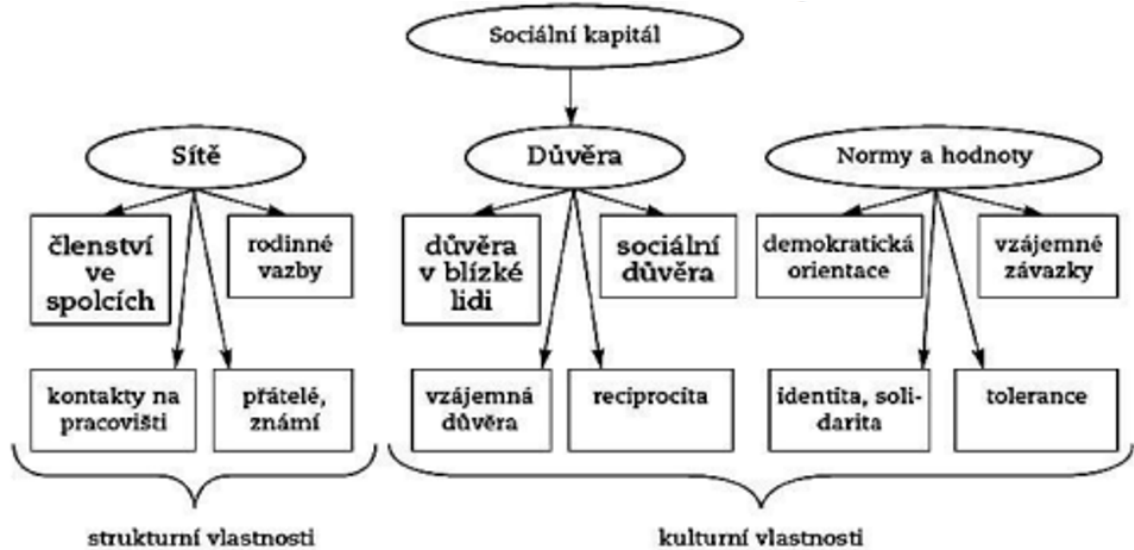 Sociální kapitál
Sítě
Důvěra
Normy a hodnoty
členství
ve
spolcích
rodinné
vazby
důvěra
v blízké
lidi
sociální
důvěra
demokratická
orientace
vzájemné
závazky
kontakty na
pracovišti
přátelé,
známí
vzájemná
důvěra
reciprocita
identita, soli-
darita
tolerance
strukturní vlastnosti
kulturní vlastnosti